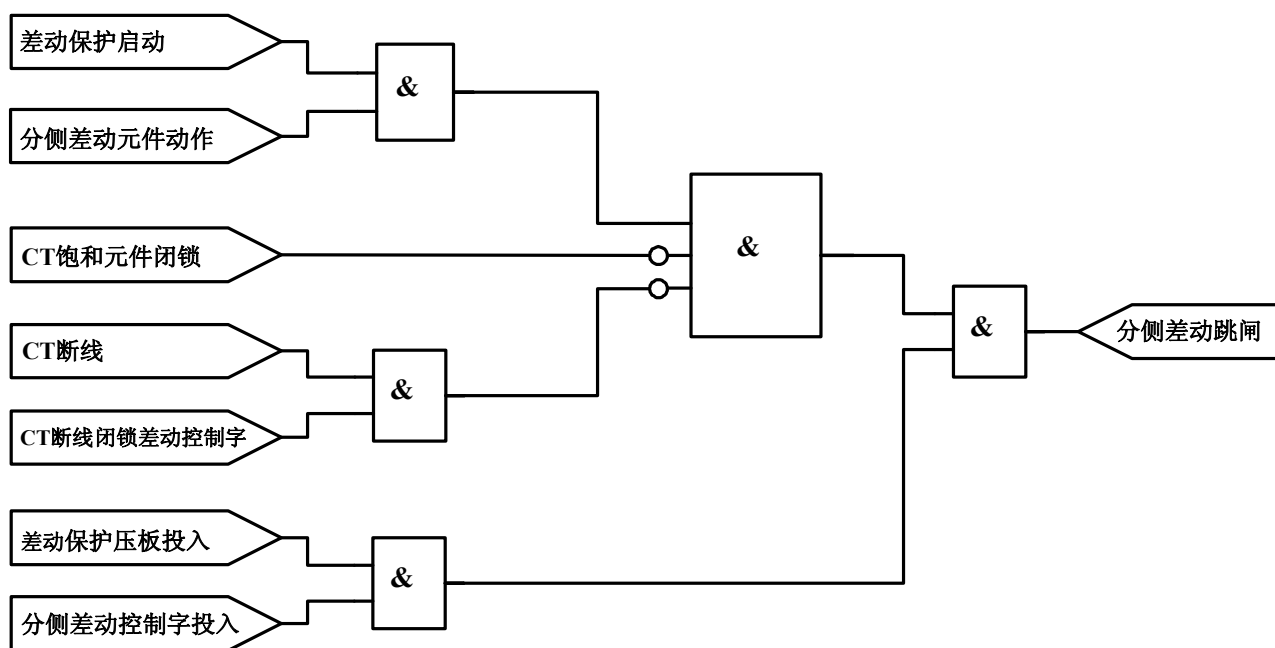 差动保护启动
&
分侧差动元件动作
CT饱和元件闭锁
&
CT断线
&
CT断线闭锁差动控制字
&
分侧差动跳闸
差动保护压板投入
&
分侧差动控制字投入